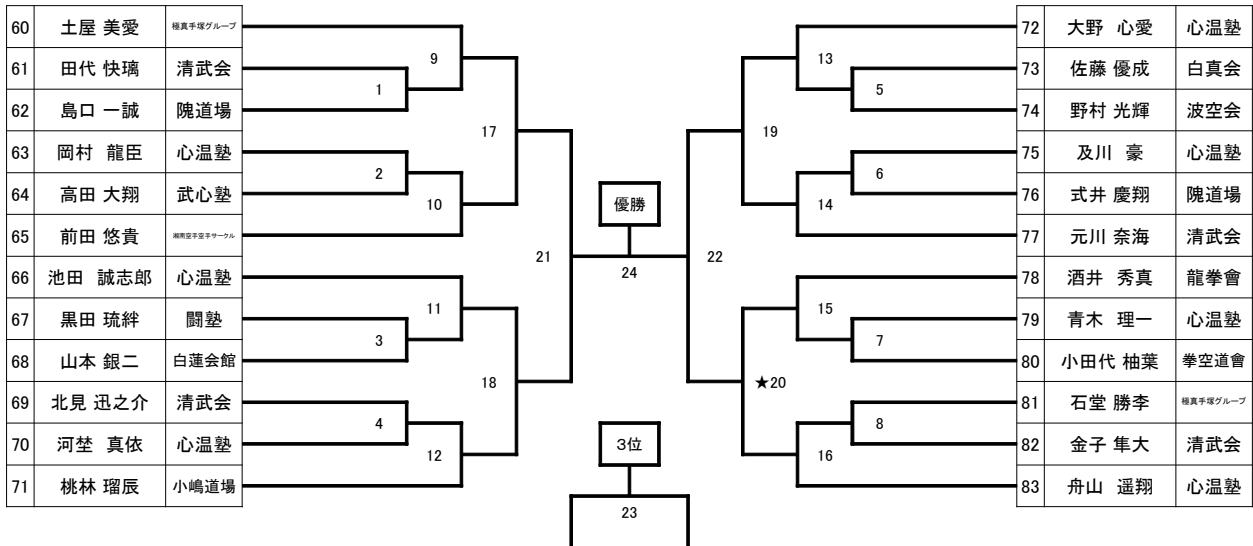 60 土屋 美愛 極真手塚グループ
61 田代 快璃 清武会
62 島口 一誠 隗道場
63 岡村 龍臣 心温塾
64 高田 大翔 武心塾
65 前田 悠貴 湘南空手空手サークル
66 池田 誠志郎 心温塾
67 黒田 琉絆 闘塾
68 山本 銀二 白蓮会館
69 北見 迅之介 清武会
70 河埜 真依 心温塾
71 桃林 瑠辰 小嶋道場
1
2
3
4
9
10
11
12
17
18
21
優勝
24
3位
23
22
19
★20
13
14
15
16
5
6
7
8
72 大野 心愛 心温塾
73 佐藤 優成 白真会
74 野村 光輝 波空会
75 及川 豪 心温塾
76 式井 慶翔 隗道場
77 元川 奈海 清武会
78 酒井 秀真 龍拳會
79 青木 理一 心温塾
80 小田代 柚葉 拳空道會
81 石堂 勝李 極真手塚グループ
82 金子 隼大 清武会
83 舟山 遥翔 心温塾